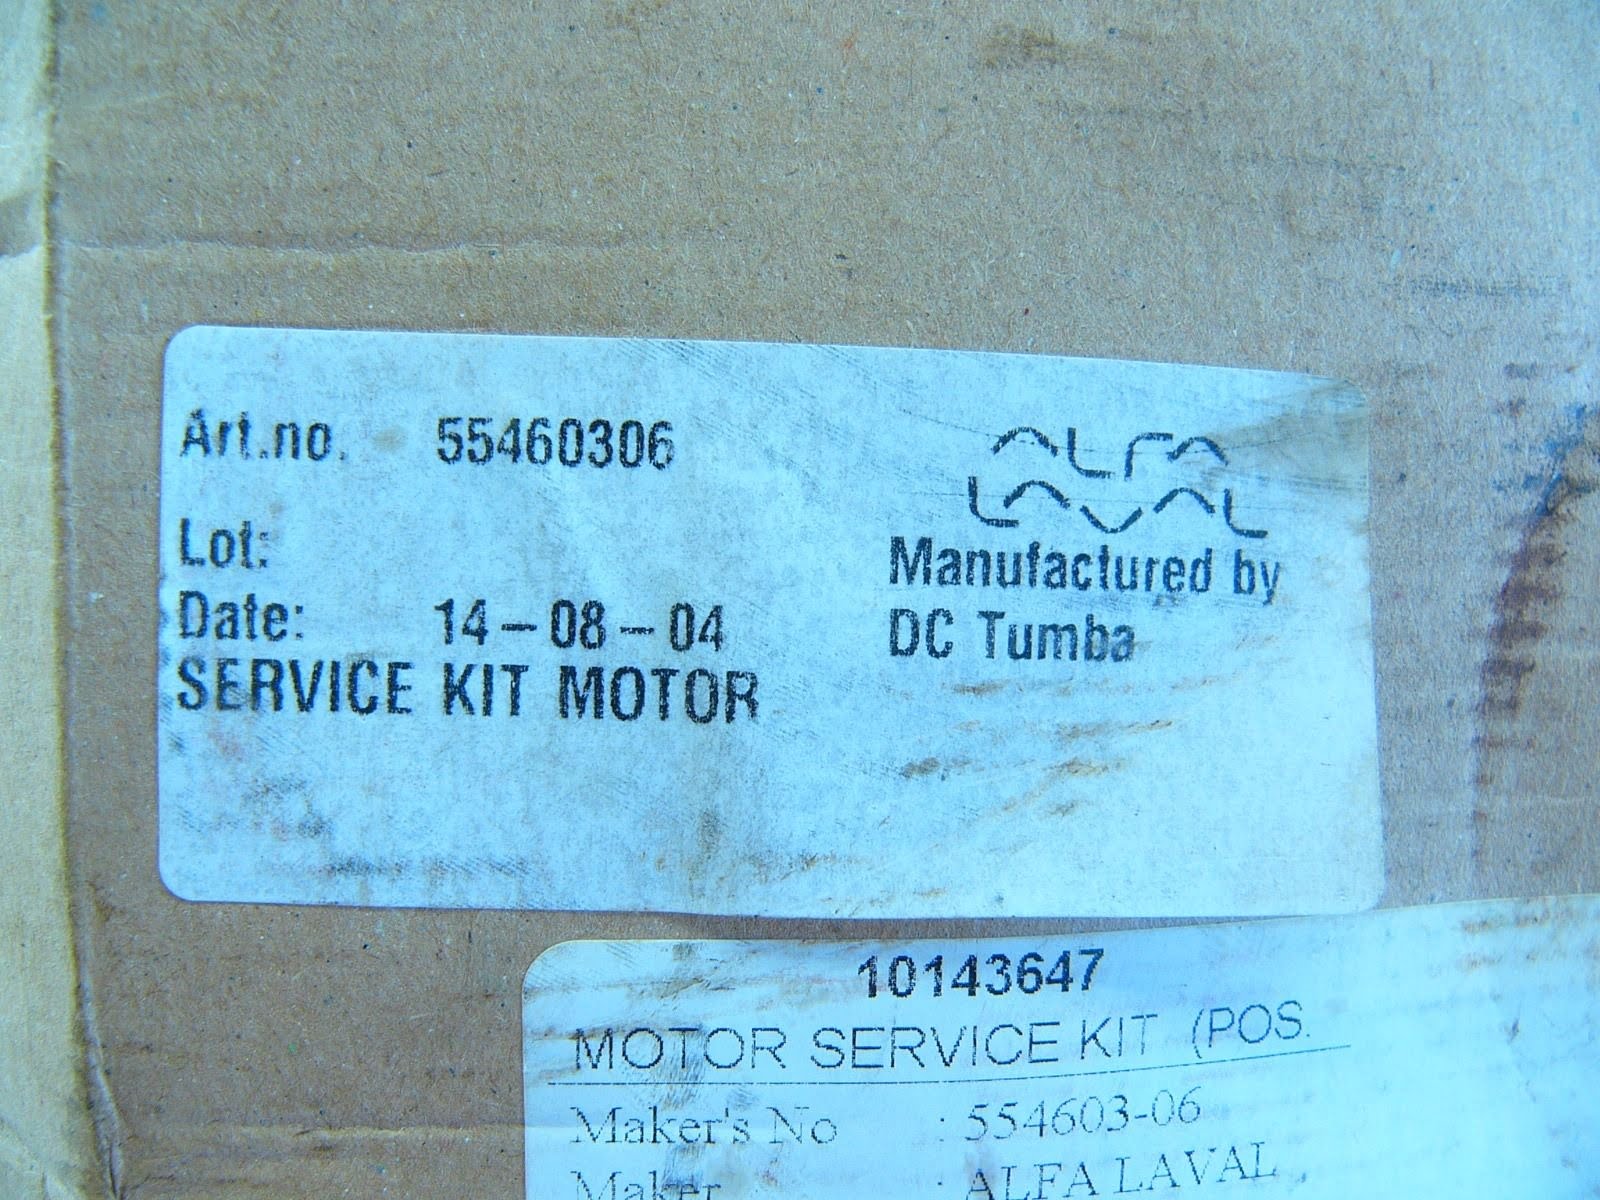 Art.no. 55460306
ALFA
LAVAL
Lot:
Manufactured by
Date: 14-08-04
DC Tumba
SERVICE KIT MOTOR
10143647
MOTOR SERVICE KIT (POS.
Maker's No : 554603-06
Maker : ALFA LAVAL